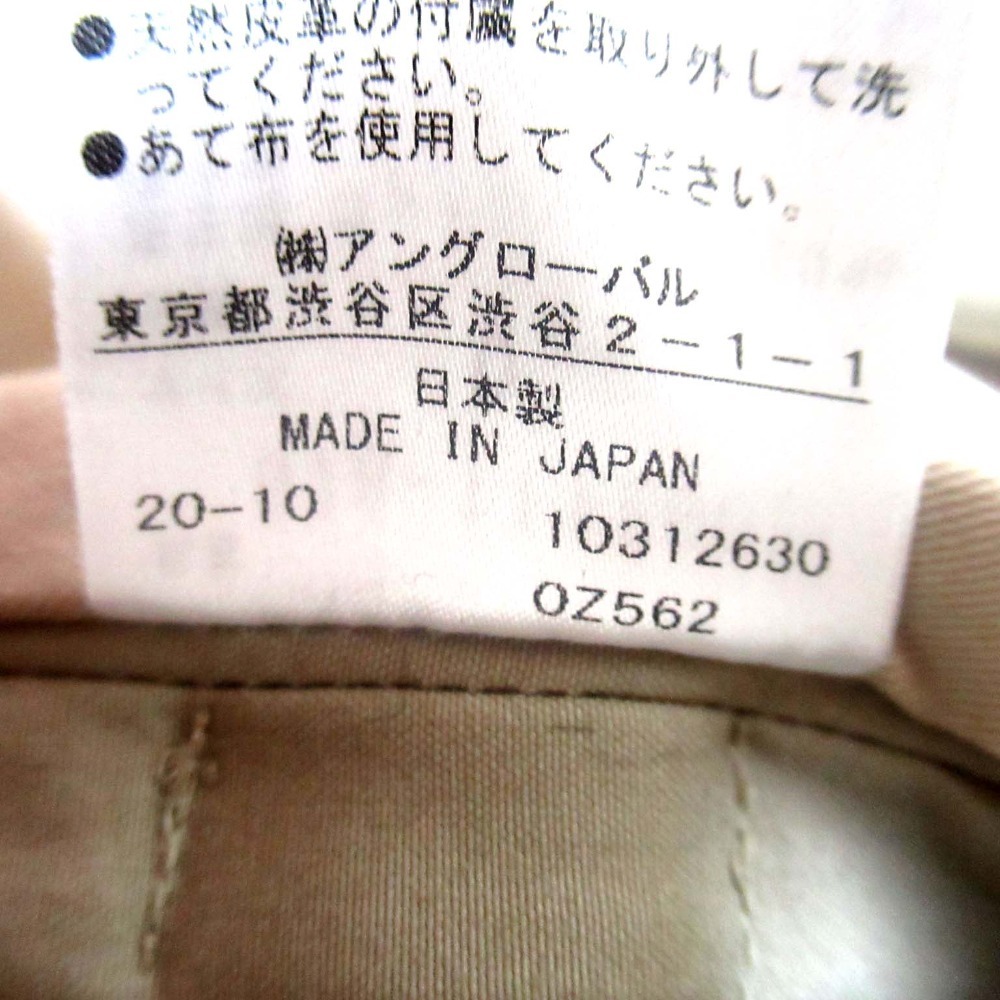 ●天然皮革の付属を取り外して洗
ってください。
●あて布を使用してください。
㈱アングローバル
東京都渋谷区渋谷2-1-1
日本製
MADE IN JAPAN
20-10 10312630
OZ562